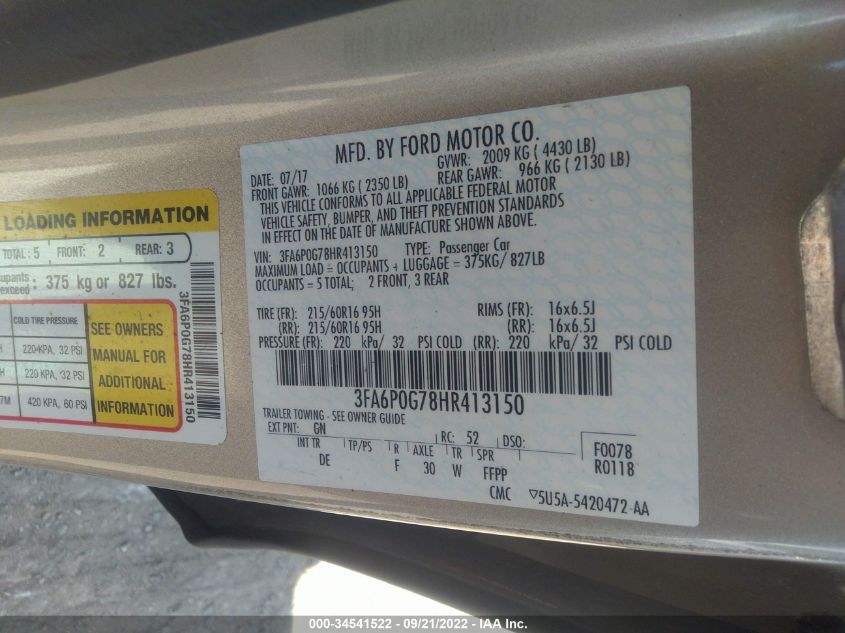 MFD. BY FORD MOTOR CO.
DATE: 07/17 GVWR: 2009 KG ( 4430 LB)
FRONT GAWR: 1066 KG ( 2350 LB) REAR GAWR: 966 KG ( 2130 LB)
THIS VEHICLE CONFORMS TO ALL APPLICABLE FEDERAL MOTOR
VEHICLE SAFETY, BUMPER, AND THEFT PREVENTION STANDARDS
IN EFFECT ON THE DATE OF MANUFACTURE SHOWN ABOVE.
VIN: 3FA6P0G78HR413150 TYPE: Passenger Car
MAXIMUM LOAD = OCCUPANTS + LUGGAGE = 375KG/ 827LB
OCCUPANTS = 5 TOTAL; 2 FRONT, 3 REAR
TIRE (FR): 215/60R16 95H RIMS (FR): 16x6.5J
(RR): 215/60R16 95H (RR): 16x6.5J
PRESSURE (FR): 220 kPa/ 32 PSI COLD (RR): 220 kPa/ 32 PSI COLD
3FA6P0G78HR413150
TRAILER TOWING - SEE OWNER GUIDE
EXT PNT: GN RC: 52 DSO: F0078
INT TR TP/PS R AXLE TR SPR R0118
DE F 30 W FFPP
CMC ▽5U5A-5420472-AA
LOADING INFORMATION
TOTAL: 5 FRONT: 2 REAR: 3
375 kg or 827 lbs.
COLD TIRE PRESSURE
220 KPA, 32 PSI
220 KPA, 32 PSI
420 KPA, 60 PSI
SEE OWNERS
MANUAL FOR
ADDITIONAL
INFORMATION
3FA6P0G78HR413150
000-34541522 - 09/21/2022 - IAA Inc.